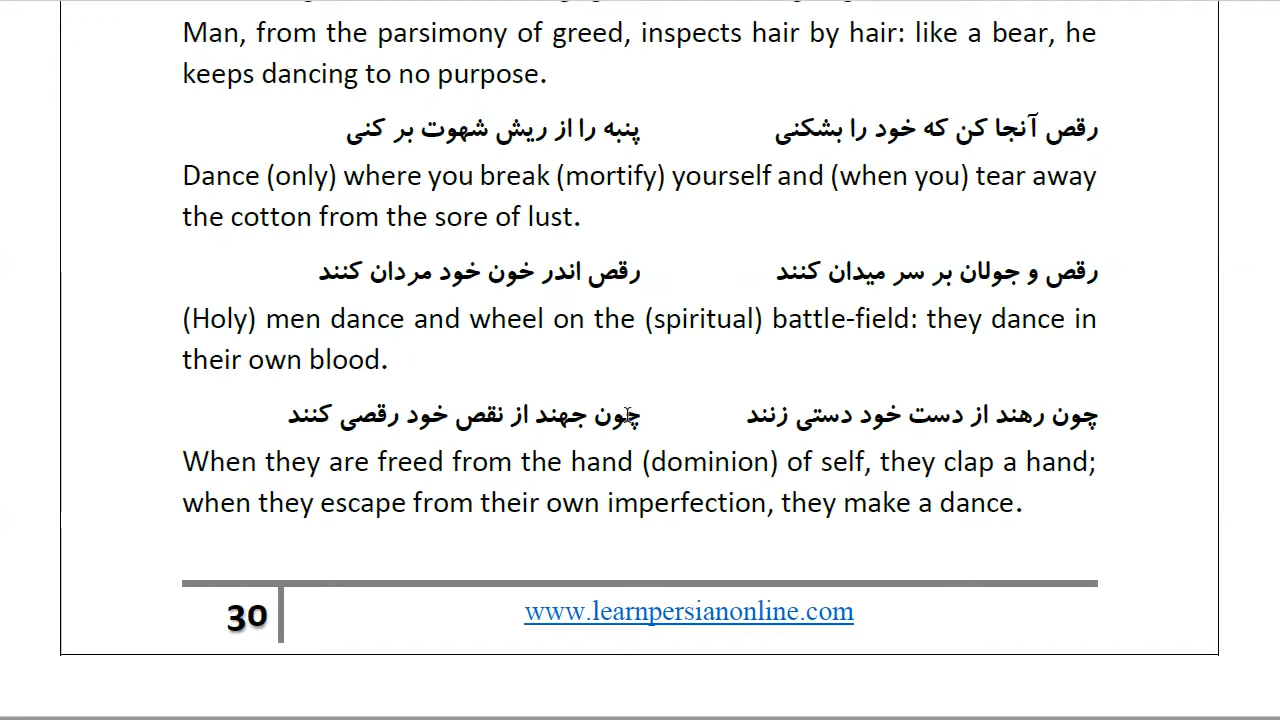 Man, from the parsimony of greed, inspects hair by hair: like a bear, he
keeps dancing to no purpose.
رقص آنجا کن که خود را بشکنی    پنبه را از ریش شهوت بر کنی
Dance (only) where you break (mortify) yourself and (when you) tear away
the cotton from the sore of lust.
رقص و جولان بر سر میدان کنند    رقص اندر خون خود مردان کنند
(Holy) men dance and wheel on the (spiritual) battle-field: they dance in
their own blood.
چون رهند از دست خود دستی زنند    چون جهند از نقص خود رقصی کنند
When they are freed from the hand (dominion) of self, they clap a hand;
when they escape from their own imperfection, they make a dance.
30    www.learnpersianonline.com